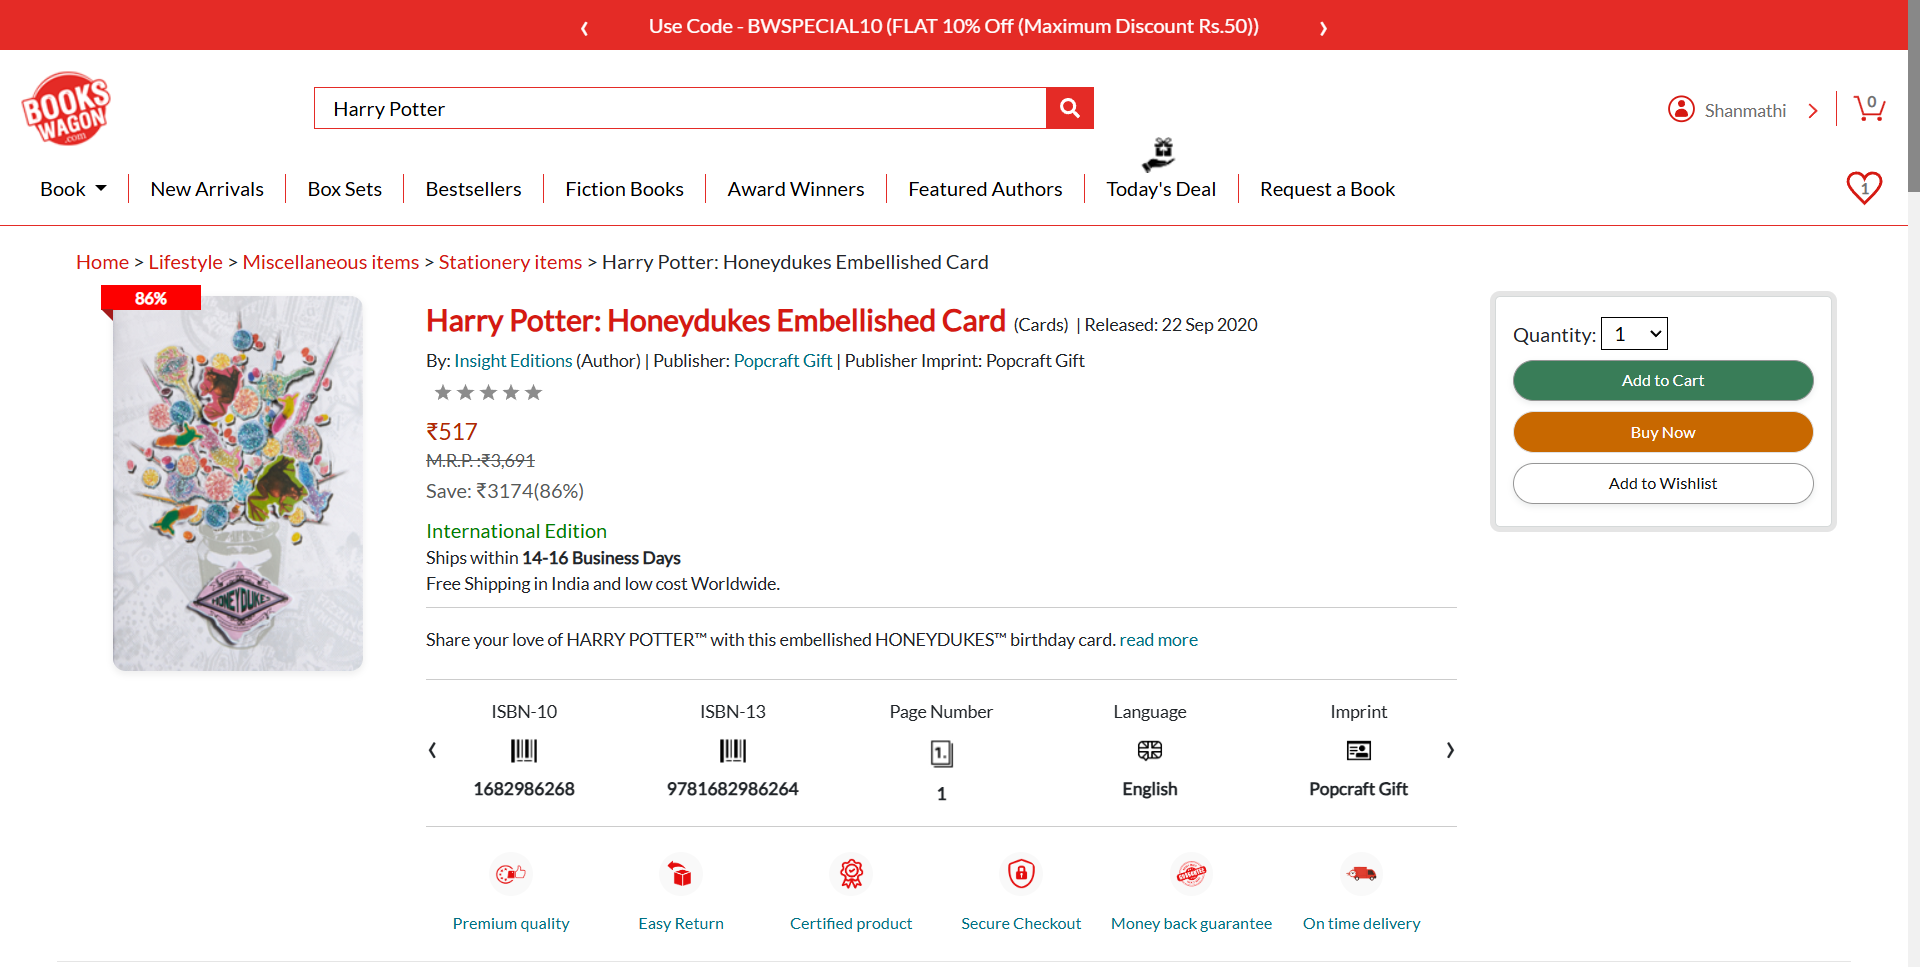 Use Code - BWSPECIAL10 (FLAT 10% Off (Maximum Discount Rs.50))
BOOKS
WAGON
.com
Harry Potter
Shanmathi
0
Book
New Arrivals
Box Sets
Bestsellers
Fiction Books
Award Winners
Featured Authors
Today's Deal
Request a Book
1
Home > Lifestyle > Miscellaneous items > Stationery items > Harry Potter: Honeydukes Embellished Card
86%
HONEYDUKES
Harry Potter: Honeydukes Embellished Card (Cards) | Released: 22 Sep 2020
By: Insight Editions (Author) | Publisher: Popcraft Gift | Publisher Imprint: Popcraft Gift
₹517
M.R.P. :₹3,691
Save: ₹3174(86%)
International Edition
Ships within 14-16 Business Days
Free Shipping in India and low cost Worldwide.
Share your love of HARRY POTTER™ with this embellished HONEYDUKES™ birthday card. read more
ISBN-10
1682986268
ISBN-13
9781682986264
Page Number
1.
1
Language
English
Imprint
Popcraft Gift
Premium quality
Easy Return
Certified product
GUARANTEE
Secure Checkout
Money back guarantee
On time delivery
Quantity: 1
Add to Cart
Buy Now
Add to Wishlist